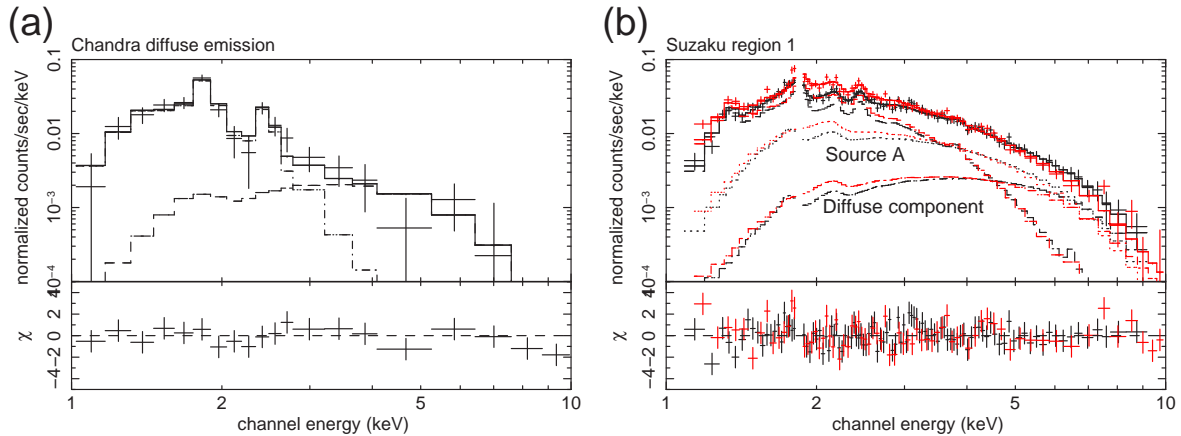 (a)
Chandra diffuse emission
normalized counts/sec/keV
0.1
0.01
10⁻³
10⁻⁴
χ
4
2
0
−2
−4
1
2
5
10
channel energy (keV)
(b)
Suzaku region 1
normalized counts/sec/keV
0.1
0.01
10⁻³
10⁻⁴
Source A
Diffuse component
χ
4
2
0
−2
−4
1
2
5
10
channel energy (keV)